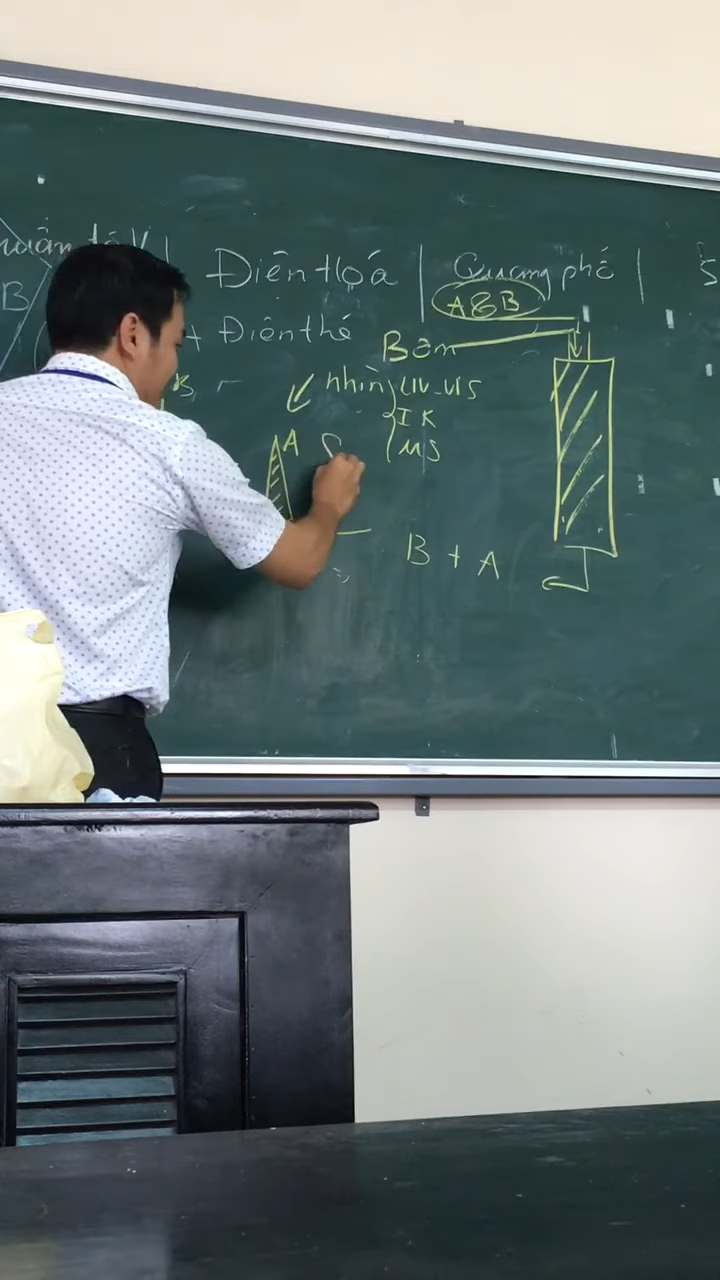 Điện hóa | Quang phổ | S
B
A & B
+ Điện thế
Bơm
nhìn UV-VIS
IR
MS
A
B + A